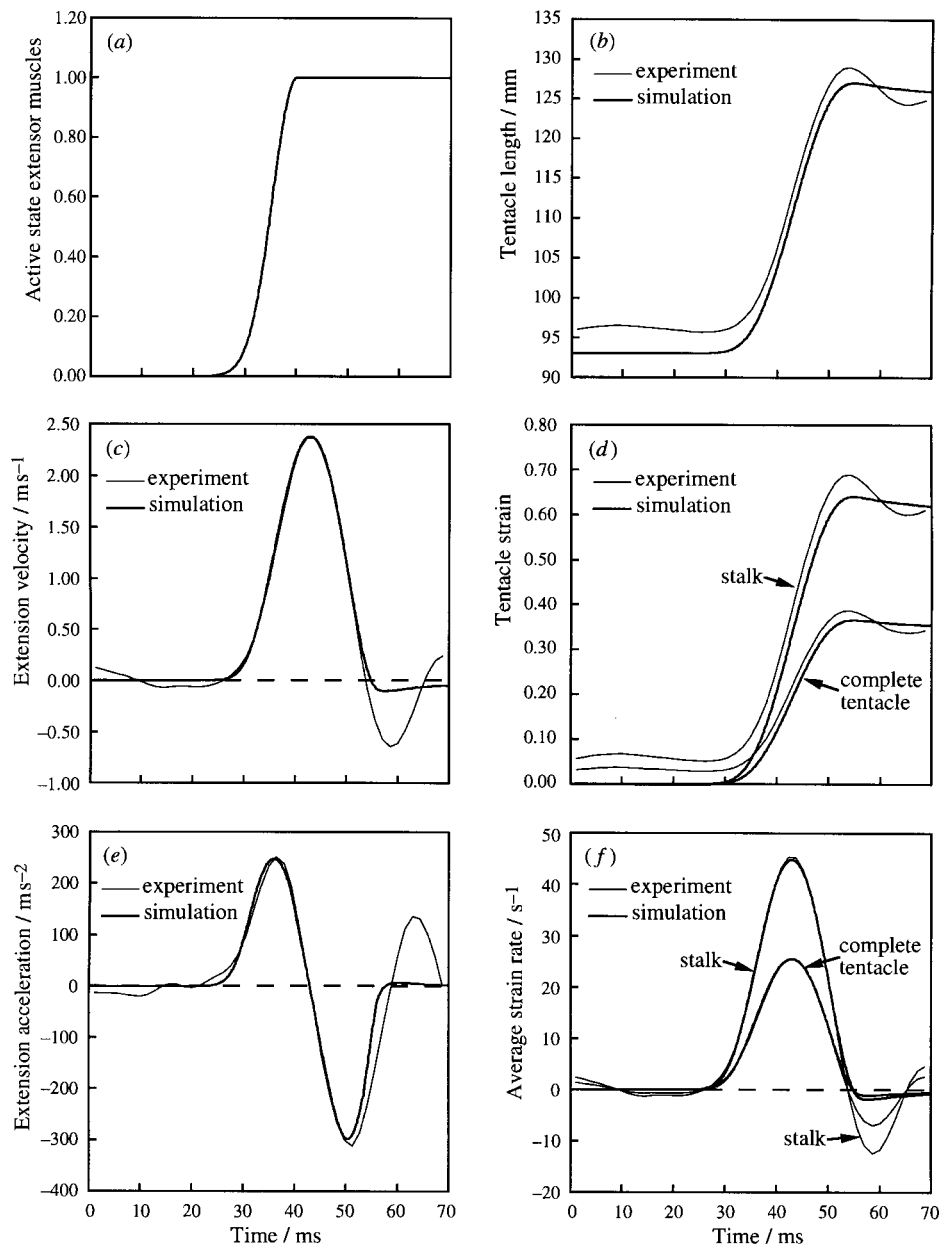 (a)
Active state extensor muscles
1.20
1.00
0.80
0.60
0.40
0.20
0.00
(b)
experiment
simulation
Tentacle length / mm
135
130
125
120
115
110
105
100
95
90
(c)
experiment
simulation
Extension velocity / ms–1
2.50
2.00
1.50
1.00
0.50
0.00
–0.50
–1.00
(d)
experiment
simulation
stalk
complete
tentacle
Tentacle strain
0.80
0.70
0.60
0.50
0.40
0.30
0.20
0.10
0.00
(e)
experiment
simulation
Extension acceleration / ms–2
300
200
100
0
–100
–200
–300
–400
0 10 20 30 40 50 60 70
Time / ms
(f)
experiment
simulation
stalk
complete
tentacle
stalk
Average strain rate / s–1
50
40
30
20
10
0
–10
–20
0 10 20 30 40 50 60 70
Time / ms